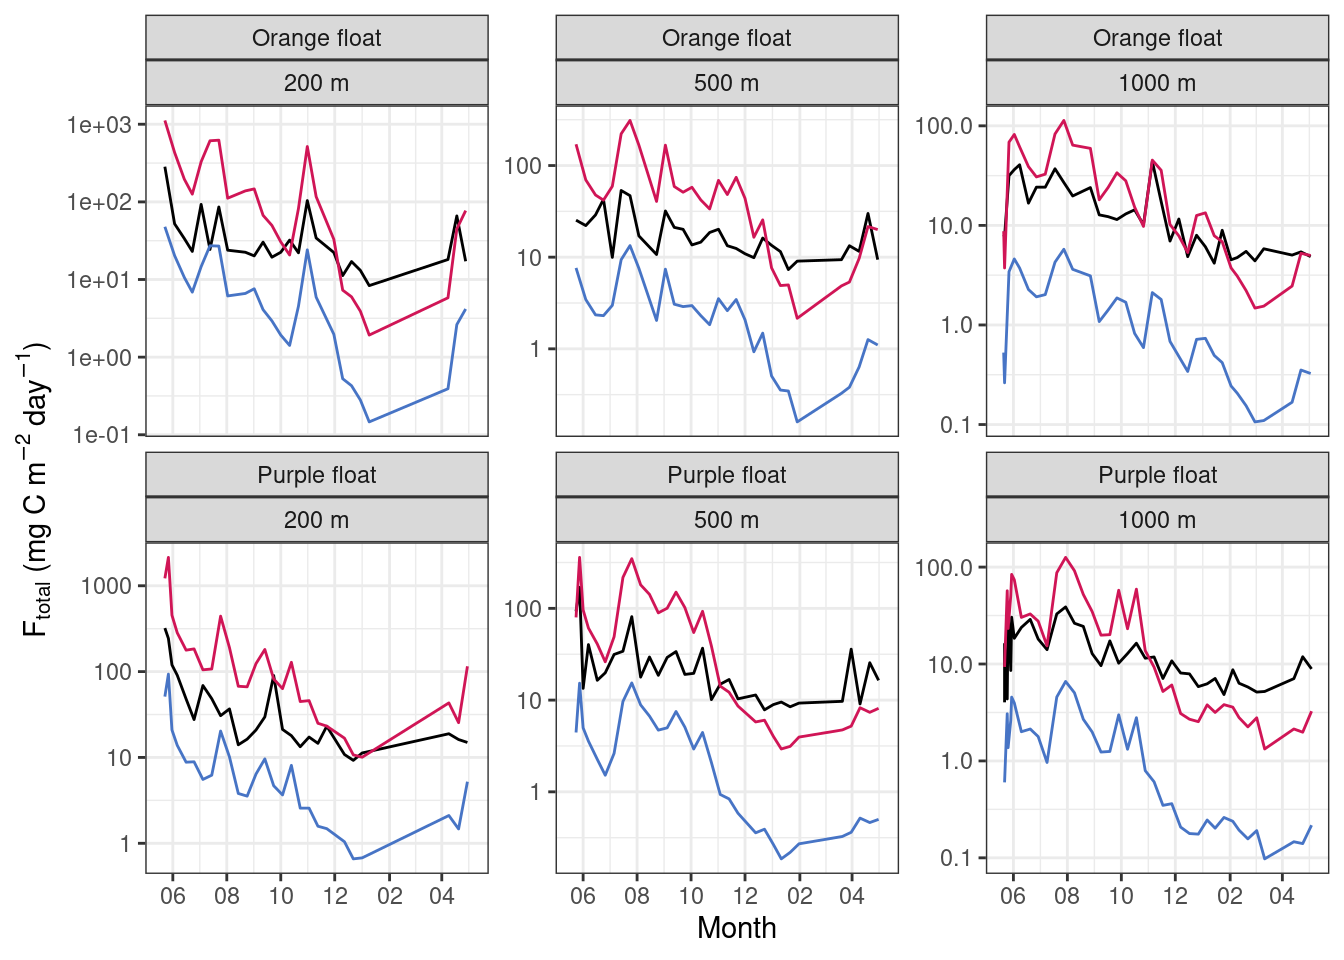 Orange float
200 m
Orange float
500 m
Orange float
1000 m
1e+03
1e+02
1e+01
1e+00
1e-01
100
10
1
100.0
10.0
1.0
0.1
Purple float
200 m
Purple float
500 m
Purple float
1000 m
1000
100
10
1
100
10
1
100.0
10.0
1.0
0.1
06 08 10 12 02 04
06 08 10 12 02 04
06 08 10 12 02 04
Month
F_total (mg C m⁻² day⁻¹)